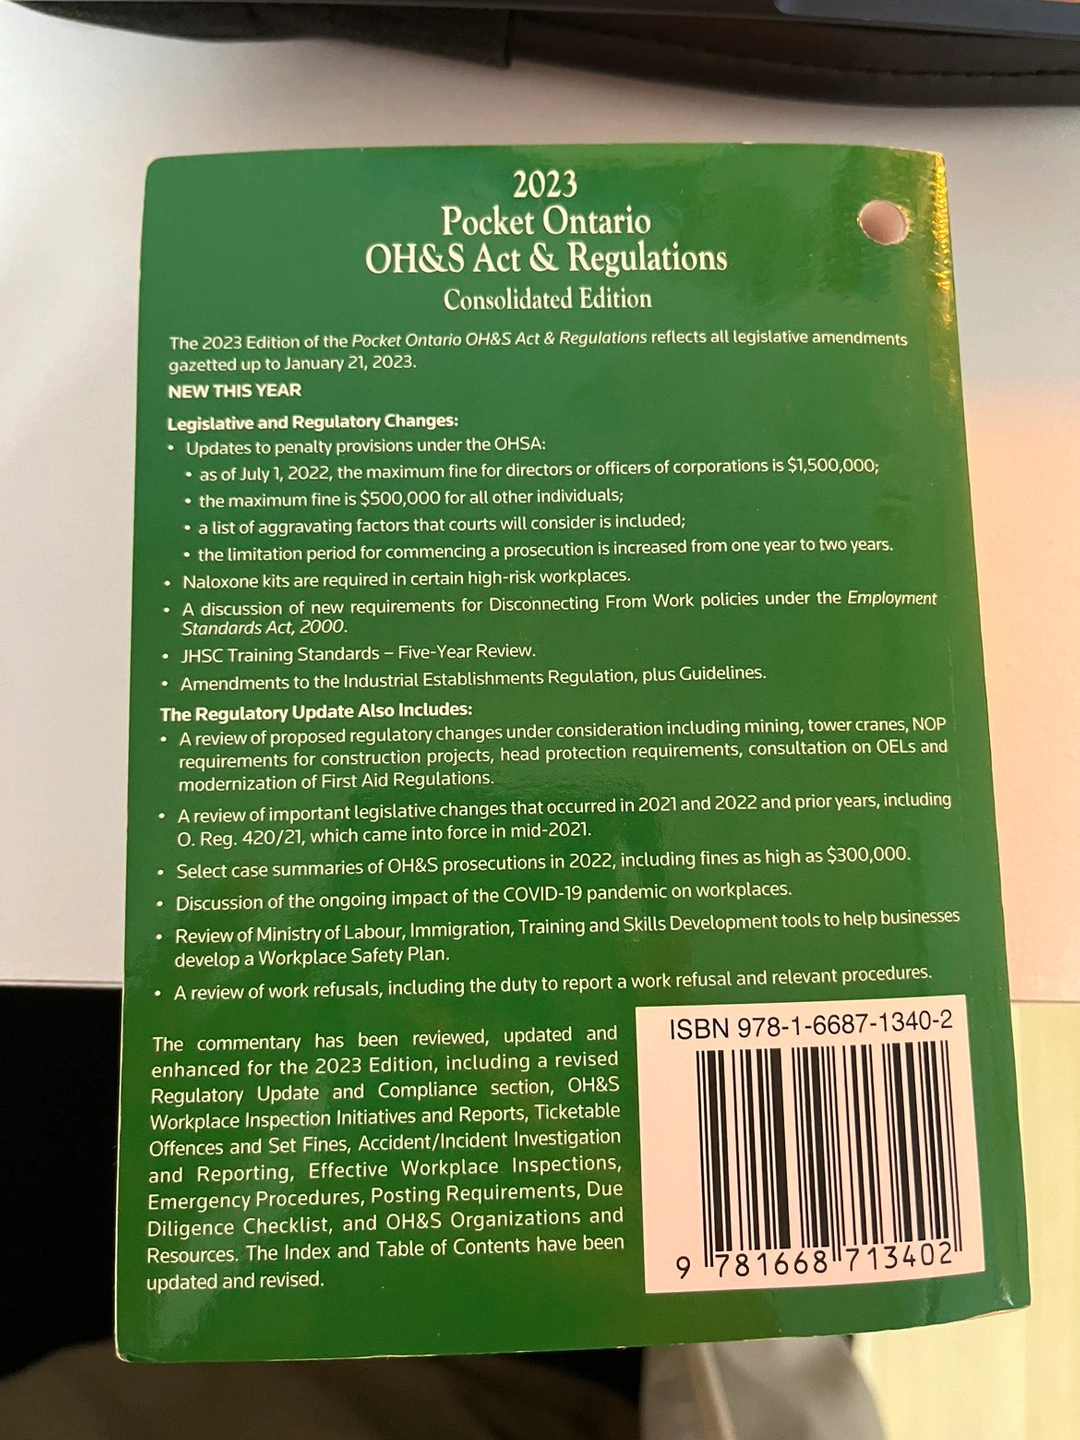 2023
Pocket Ontario
OH&S Act & Regulations
Consolidated Edition
The 2023 Edition of the Pocket Ontario OH&S Act & Regulations reflects all legislative amendments
gazetted up to January 21, 2023.
NEW THIS YEAR
Legislative and Regulatory Changes:
• Updates to penalty provisions under the OHSA:
• as of July 1, 2022, the maximum fine for directors or officers of corporations is $1,500,000;
• the maximum fine is $500,000 for all other individuals;
• a list of aggravating factors that courts will consider is included;
• the limitation period for commencing a prosecution is increased from one year to two years.
• Naloxone kits are required in certain high-risk workplaces.
• A discussion of new requirements for Disconnecting From Work policies under the Employment
Standards Act, 2000.
• JHSC Training Standards – Five-Year Review.
• Amendments to the Industrial Establishments Regulation, plus Guidelines.
The Regulatory Update Also Includes:
• A review of proposed regulatory changes under consideration including mining, tower cranes, NOP
requirements for construction projects, head protection requirements, consultation on OELs and
modernization of First Aid Regulations.
• A review of important legislative changes that occurred in 2021 and 2022 and prior years, including
O. Reg. 420/21, which came into force in mid-2021.
• Select case summaries of OH&S prosecutions in 2022, including fines as high as $300,000.
• Discussion of the ongoing impact of the COVID-19 pandemic on workplaces.
• Review of Ministry of Labour, Immigration, Training and Skills Development tools to help businesses
develop a Workplace Safety Plan.
• A review of work refusals, including the duty to report a work refusal and relevant procedures.
The commentary has been reviewed, updated and
enhanced for the 2023 Edition, including a revised
Regulatory Update and Compliance section, OH&S
Workplace Inspection Initiatives and Reports, Ticketable
Offences and Set Fines, Accident/Incident Investigation
and Reporting, Effective Workplace Inspections,
Emergency Procedures, Posting Requirements, Due
Diligence Checklist, and OH&S Organizations and
Resources. The Index and Table of Contents have been
updated and revised.
ISBN 978-1-6687-1340-2
9 781668 713402